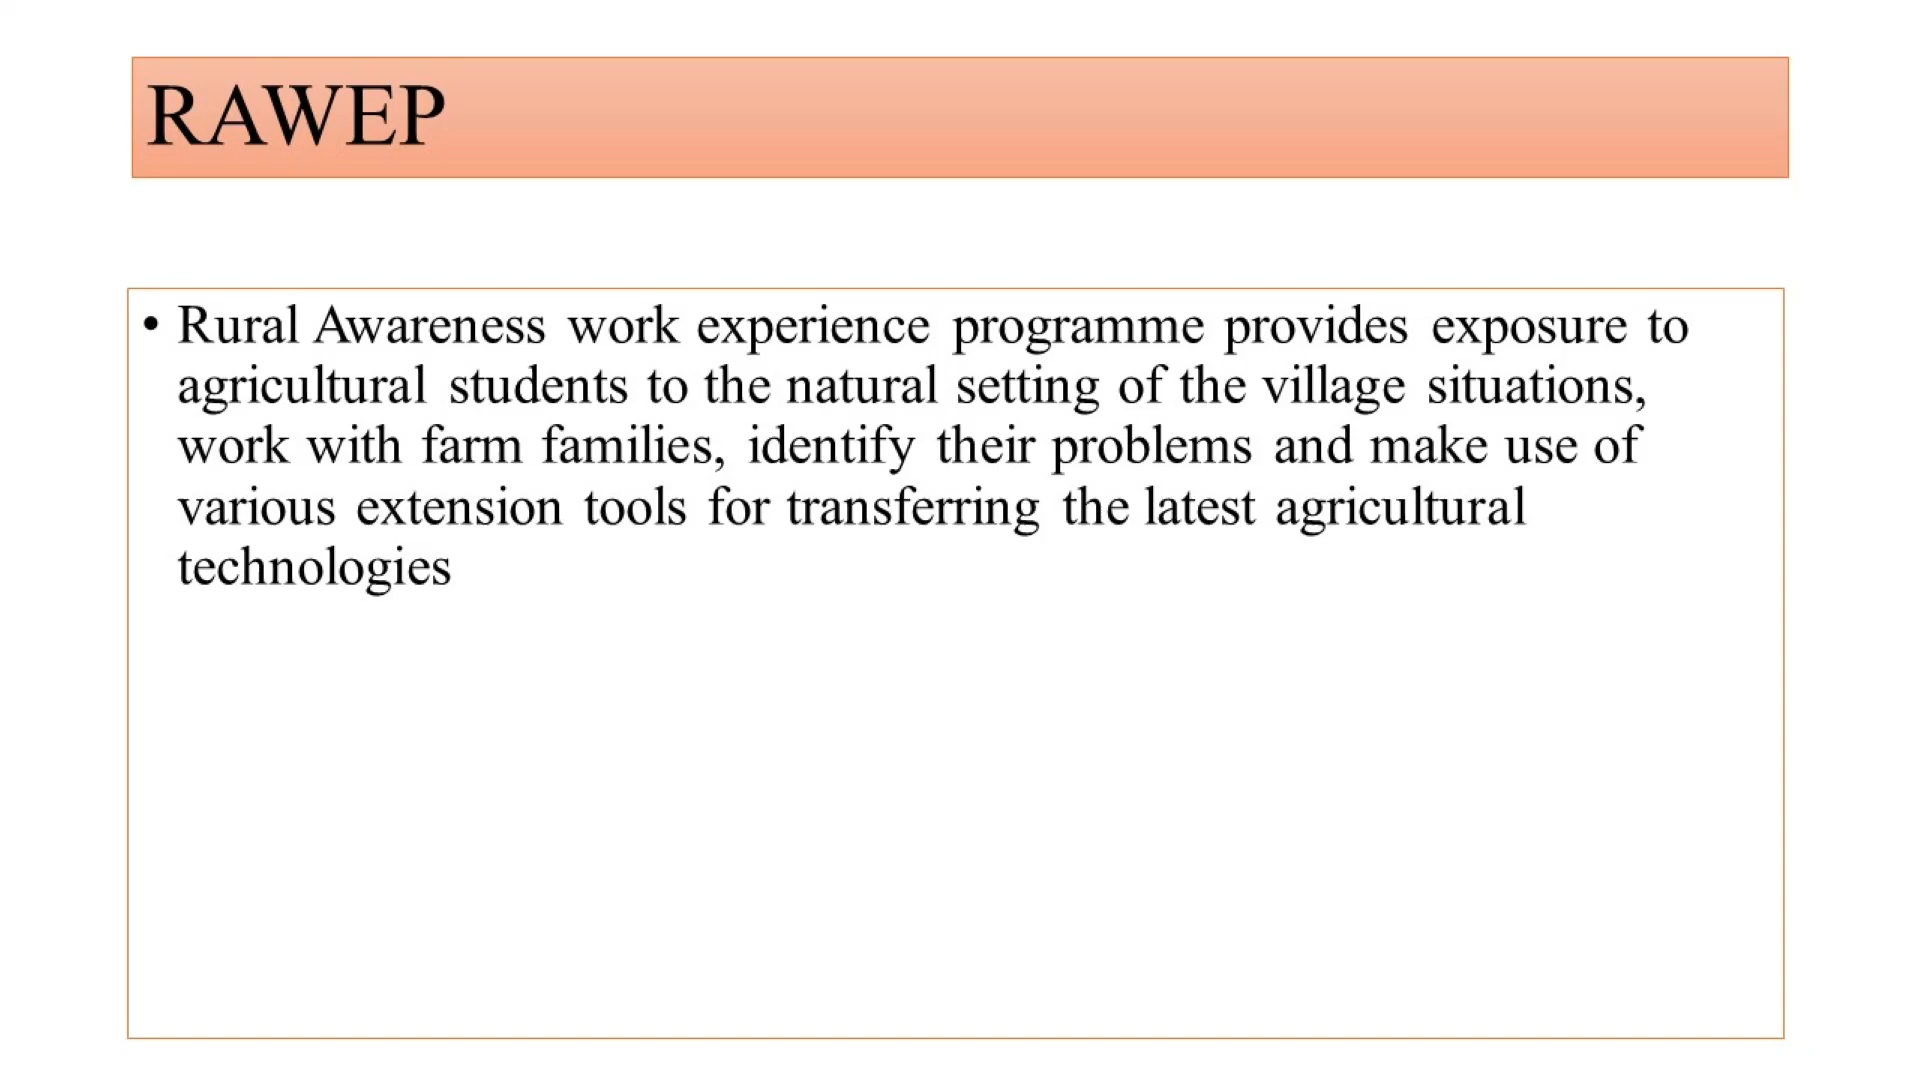 RAWEP
• Rural Awareness work experience programme provides exposure to
agricultural students to the natural setting of the village situations,
work with farm families, identify their problems and make use of
various extension tools for transferring the latest agricultural
technologies